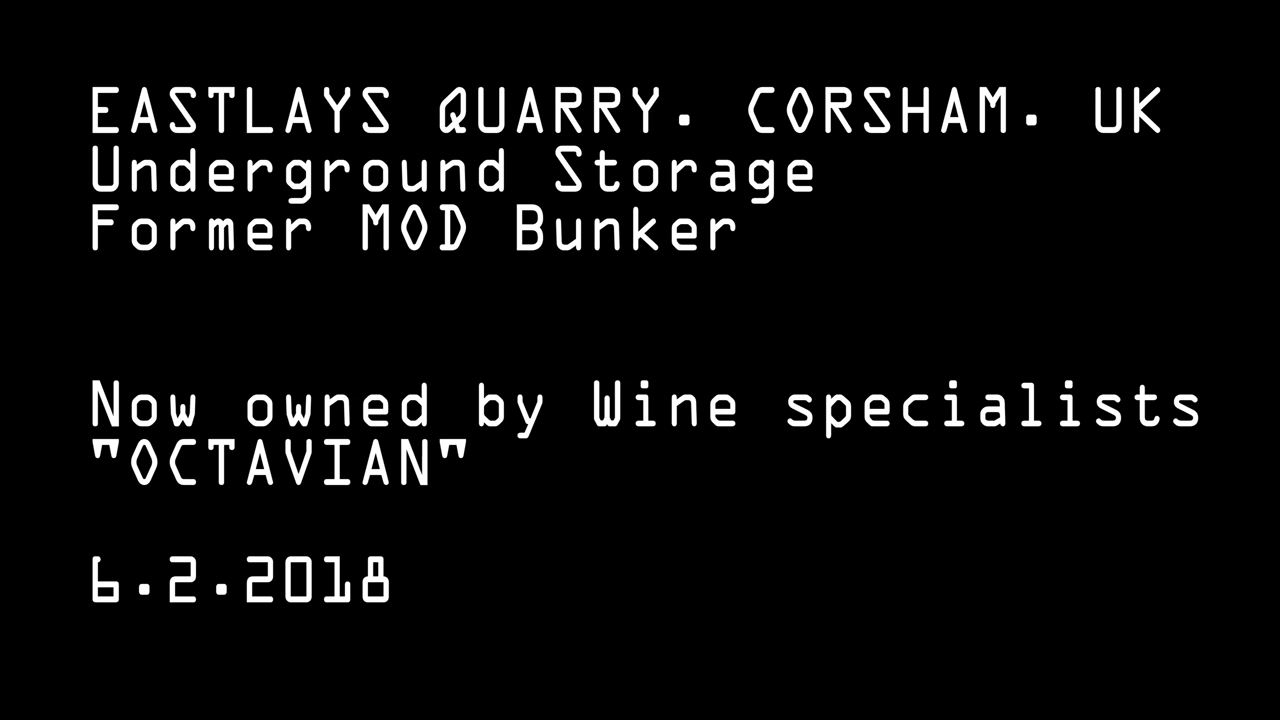 EASTLAYS QUARRY. CORSHAM. UK
Underground Storage
Former MOD Bunker
Now owned by Wine specialists
"OCTAVIAN"
6.2.2018